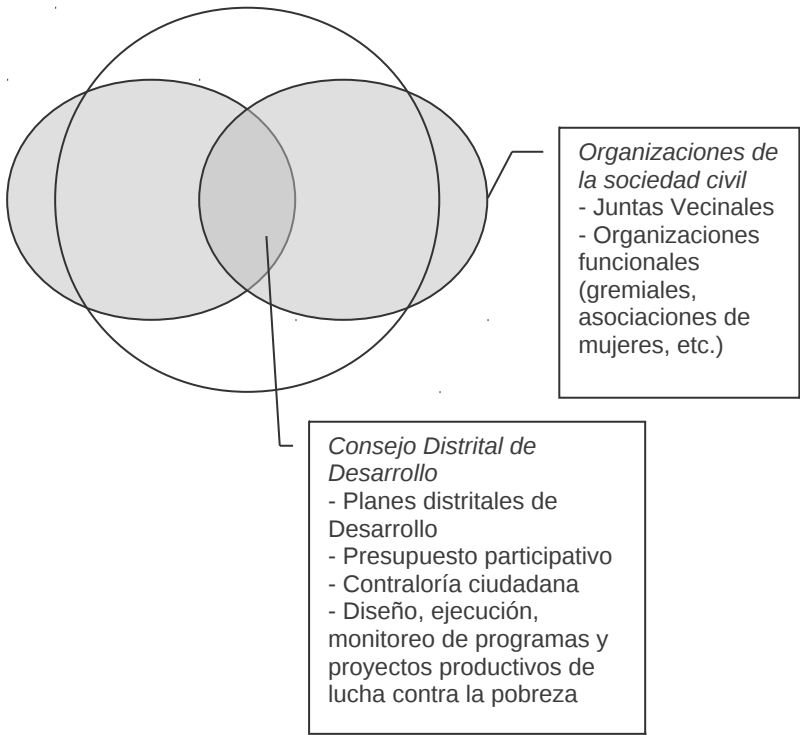 Organizaciones de
la sociedad civil
- Juntas Vecinales
- Organizaciones
funcionales
(gremiales,
asociaciones de
mujeres, etc.)
Consejo Distrital de
Desarrollo
- Planes distritales de
Desarrollo
- Presupuesto participativo
- Contraloría ciudadana
- Diseño, ejecución,
monitoreo de programas y
proyectos productivos de
lucha contra la pobreza